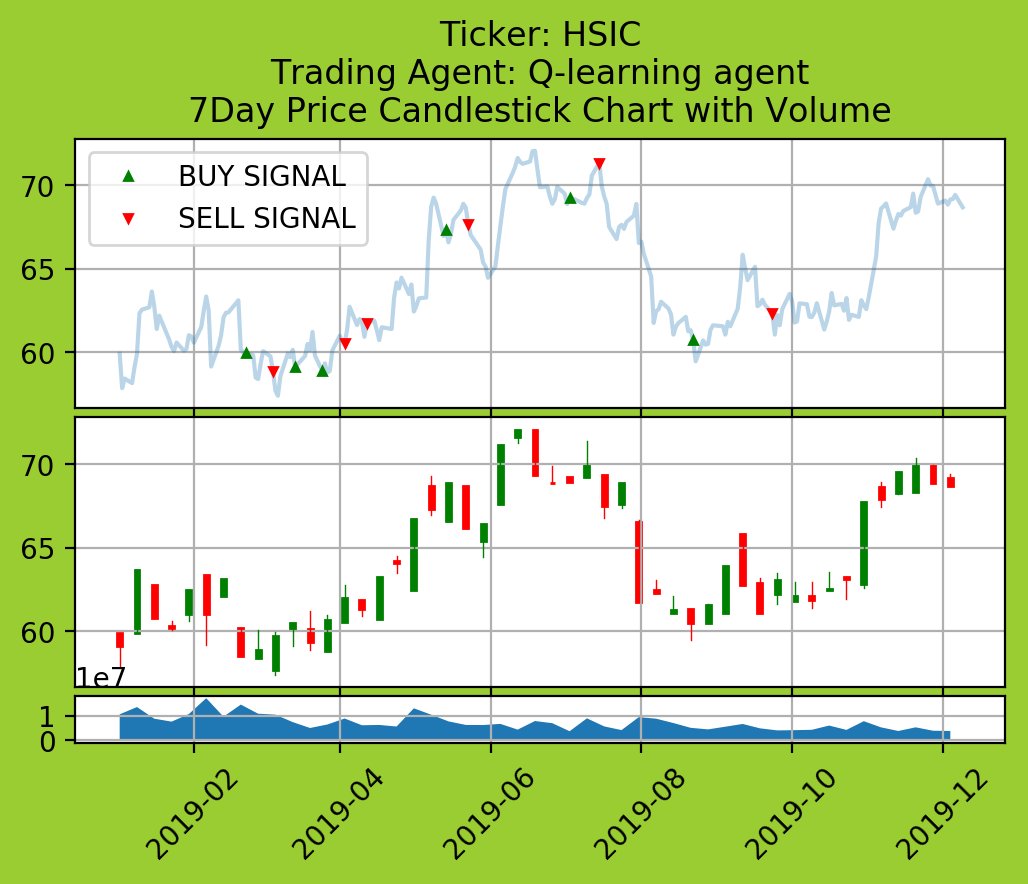 Ticker: HSIC
Trading Agent: Q-learning agent
7Day Price Candlestick Chart with Volume
BUY SIGNAL
SELL SIGNAL
70
65
60
70
65
60
1e7
1
0
2019-02
2019-04
2019-06
2019-08
2019-10
2019-12